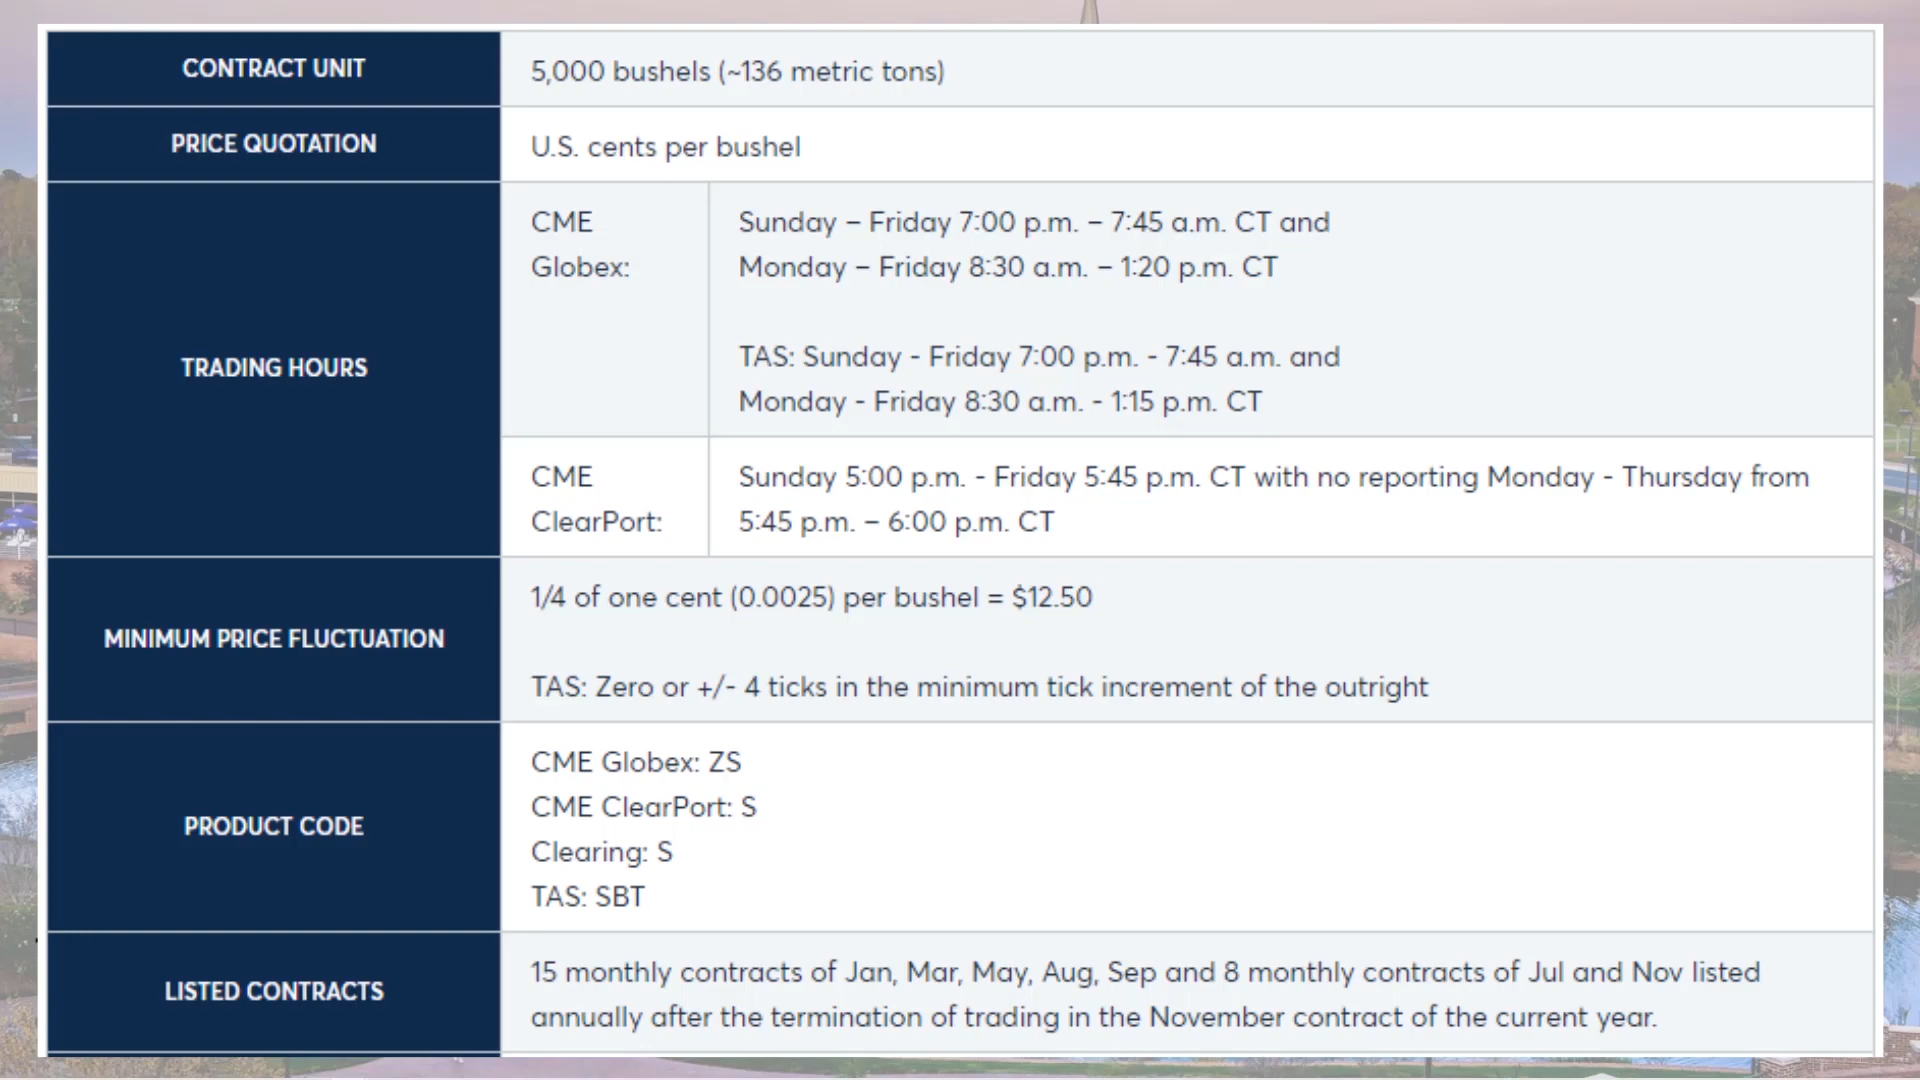 CONTRACT UNIT
5,000 bushels (~136 metric tons)
PRICE QUOTATION
U.S. cents per bushel
TRADING HOURS
CME
Globex:
Sunday – Friday 7:00 p.m. – 7:45 a.m. CT and
Monday – Friday 8:30 a.m. – 1:20 p.m. CT
TAS: Sunday - Friday 7:00 p.m. - 7:45 a.m. and
Monday - Friday 8:30 a.m. - 1:15 p.m. CT
CME
ClearPort:
Sunday 5:00 p.m. - Friday 5:45 p.m. CT with no reporting Monday - Thursday from
5:45 p.m. – 6:00 p.m. CT
MINIMUM PRICE FLUCTUATION
1/4 of one cent (0.0025) per bushel = $12.50
TAS: Zero or +/- 4 ticks in the minimum tick increment of the outright
PRODUCT CODE
CME Globex: ZS
CME ClearPort: S
Clearing: S
TAS: SBT
LISTED CONTRACTS
15 monthly contracts of Jan, Mar, May, Aug, Sep and 8 monthly contracts of Jul and Nov listed
annually after the termination of trading in the November contract of the current year.